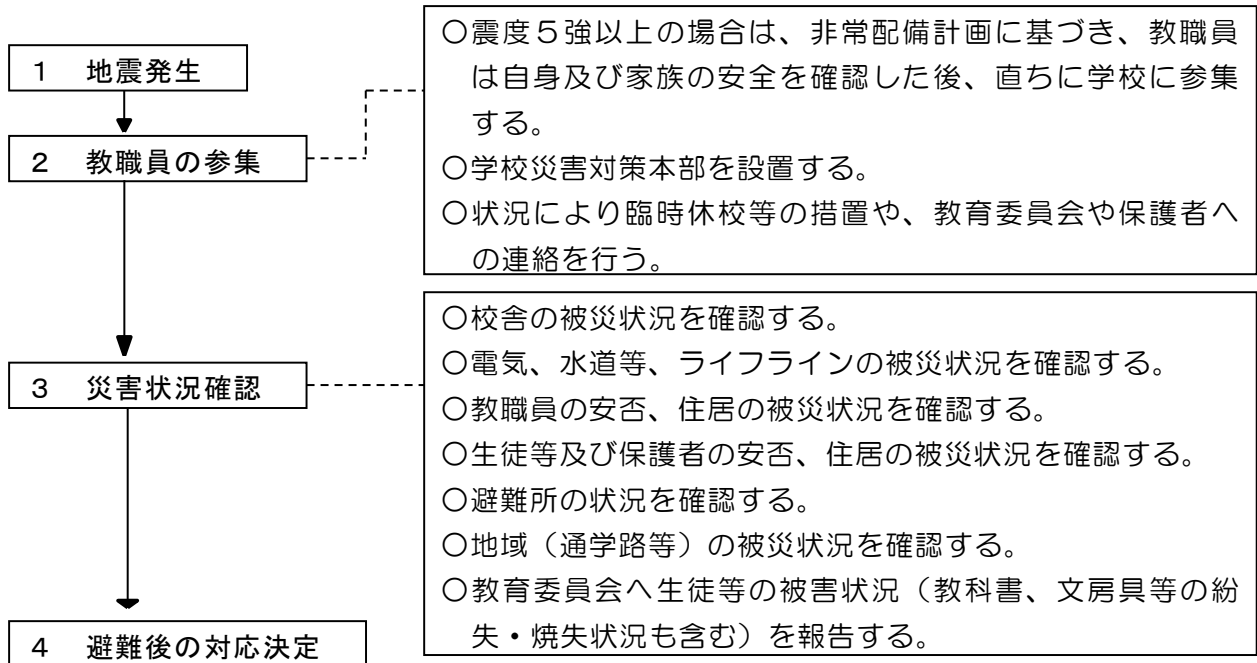 1　地震発生
2　教職員の参集
○震度５強以上の場合は、非常配備計画に基づき、教職員
は自身及び家族の安全を確認した後、直ちに学校に参集
する。
○学校災害対策本部を設置する。
○状況により臨時休校等の措置や、教育委員会や保護者へ
の連絡を行う。
3　災害状況確認
○校舎の被災状況を確認する。
○電気、水道等、ライフラインの被災状況を確認する。
○教職員の安否、住居の被災状況を確認する。
○生徒等及び保護者の安否、住居の被災状況を確認する。
○避難所の状況を確認する。
○地域（通学路等）の被災状況を確認する。
○教育委員会へ生徒等の被害状況（教科書、文房具等の紛
失・焼失状況も含む）を報告する。
4　避難後の対応決定